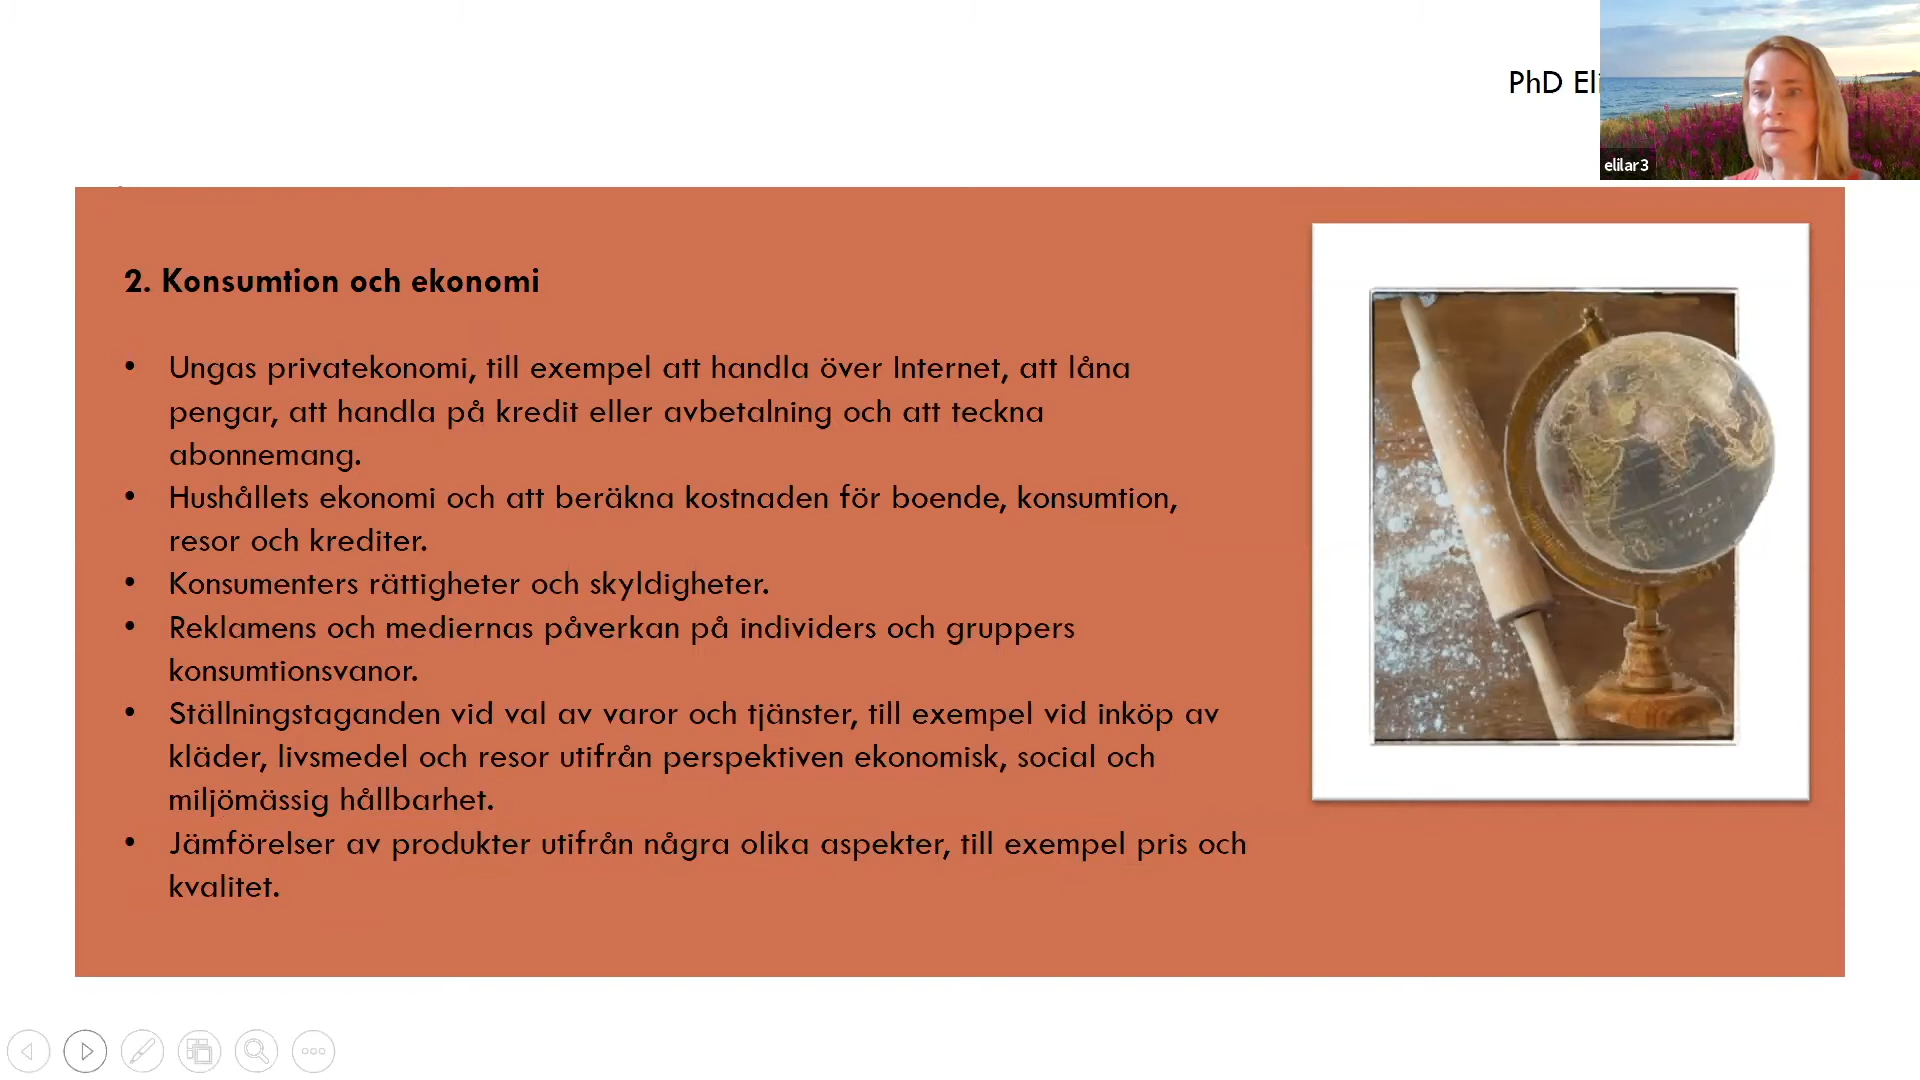 PhD
elilar3
2. Konsumtion och ekonomi
• Ungas privatekonomi, till exempel att handla över Internet, att låna
pengar, att handla på kredit eller avbetalning och att teckna
abonnemang.
• Hushållets ekonomi och att beräkna kostnaden för boende, konsumtion,
resor och krediter.
• Konsumenters rättigheter och skyldigheter.
• Reklamens och mediernas påverkan på individers och gruppers
konsumtionsvanor.
• Ställningstaganden vid val av varor och tjänster, till exempel vid inköp av
kläder, livsmedel och resor utifrån perspektiven ekonomisk, social och
miljömässig hållbarhet.
• Jämförelser av produkter utifrån några olika aspekter, till exempel pris och
kvalitet.